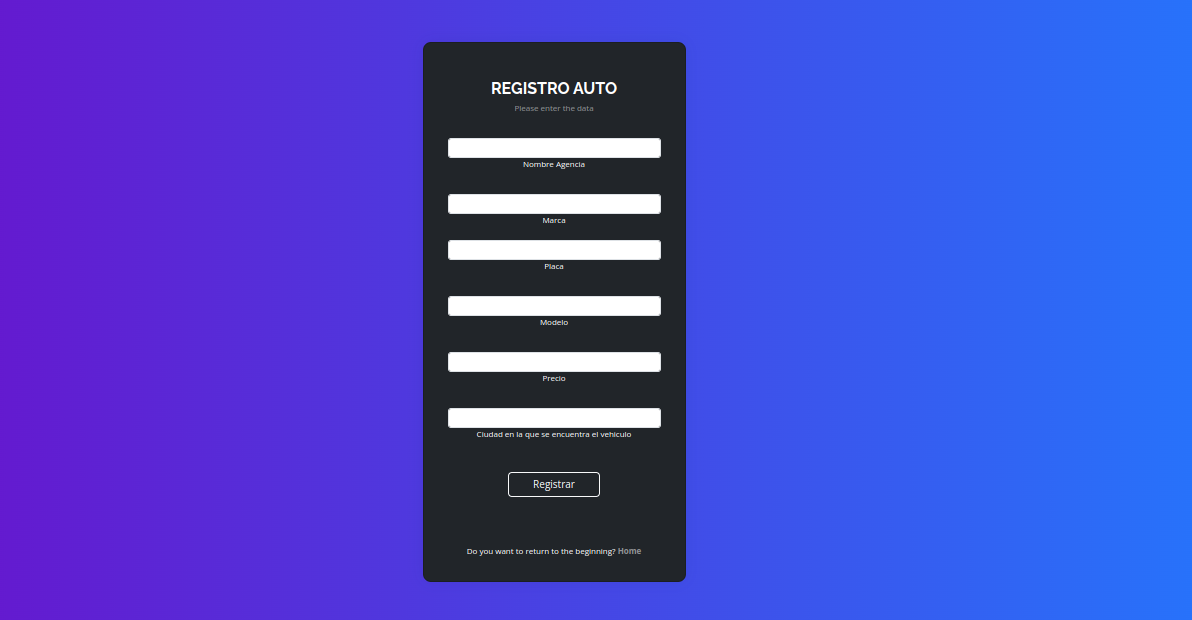 REGISTRO AUTO
Please enter the data
Nombre Agencia
Marca
Placa
Modelo
Precio
Ciudad en la que se encuentra el vehiculo
Registrar
Do you want to return to the beginning? Home